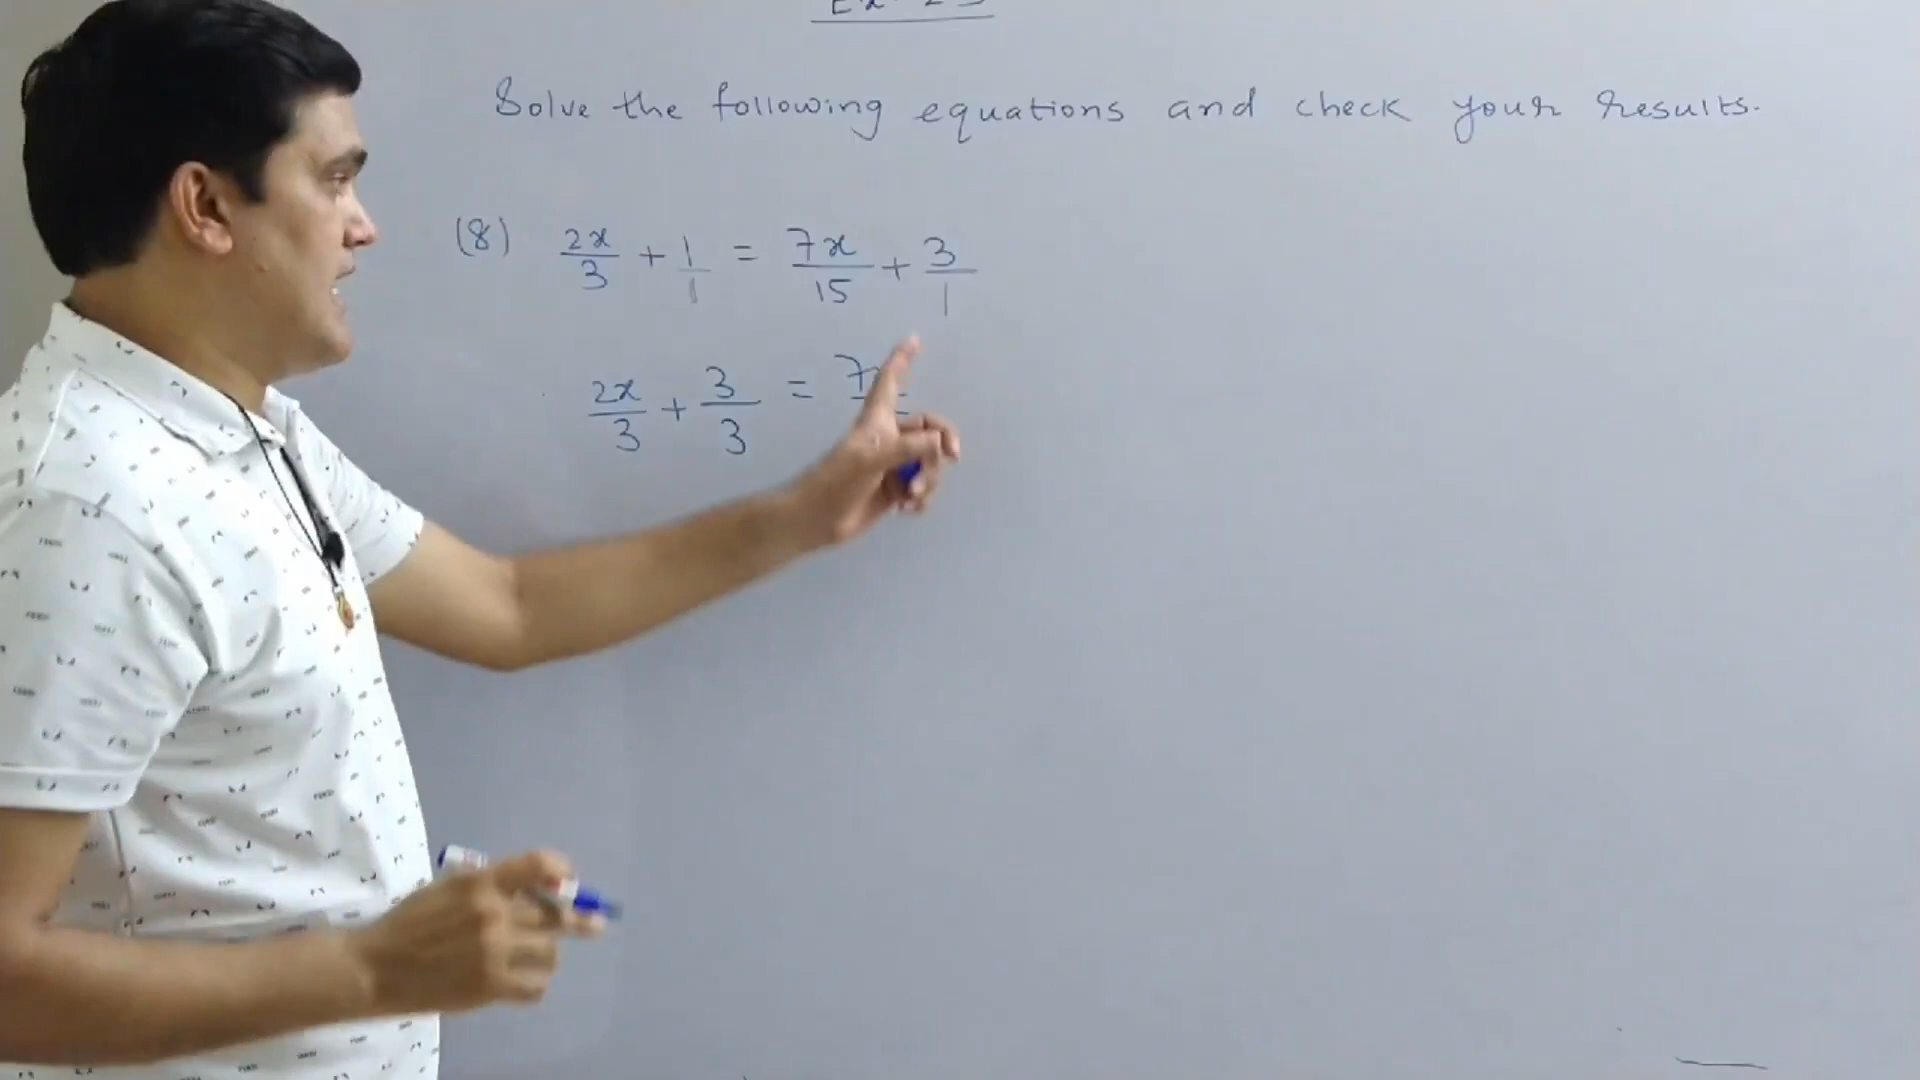 Solve the following equations and check your results.
(8) 2x/3 + 1/1 = 7x/15 + 3/1
2x/3 + 3/3 = 7